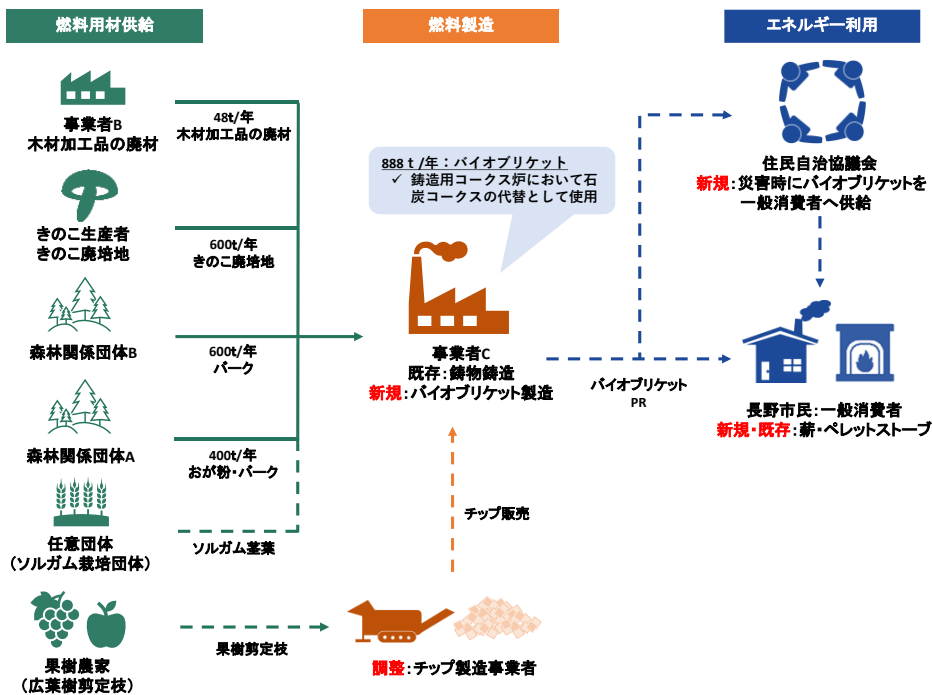 燃料用材供給
燃料製造
エネルギー利用
事業者B
木材加工品の廃材
48t/年
木材加工品の廃材
きのこ生産者
きのこ廃培地
600t/年
きのこ廃培地
森林関係団体B
600t/年
バーク
森林関係団体A
400t/年
おが粉・バーク
任意団体
（ソルガム栽培団体）
ソルガム茎葉
果樹農家
（広葉樹剪定枝）
果樹剪定枝
888ｔ/年：バイオブリケット
✓ 鋳造用コークス炉において石
炭コークスの代替として使用
事業者C
既存：鋳物鋳造
新規：バイオブリケット製造
チップ販売
調整：チップ製造事業者
バイオブリケット
PR
住民自治協議会
新規：災害時にバイオブリケットを
一般消費者へ供給
長野市民：一般消費者
新規・既存：薪・ペレットストーブ